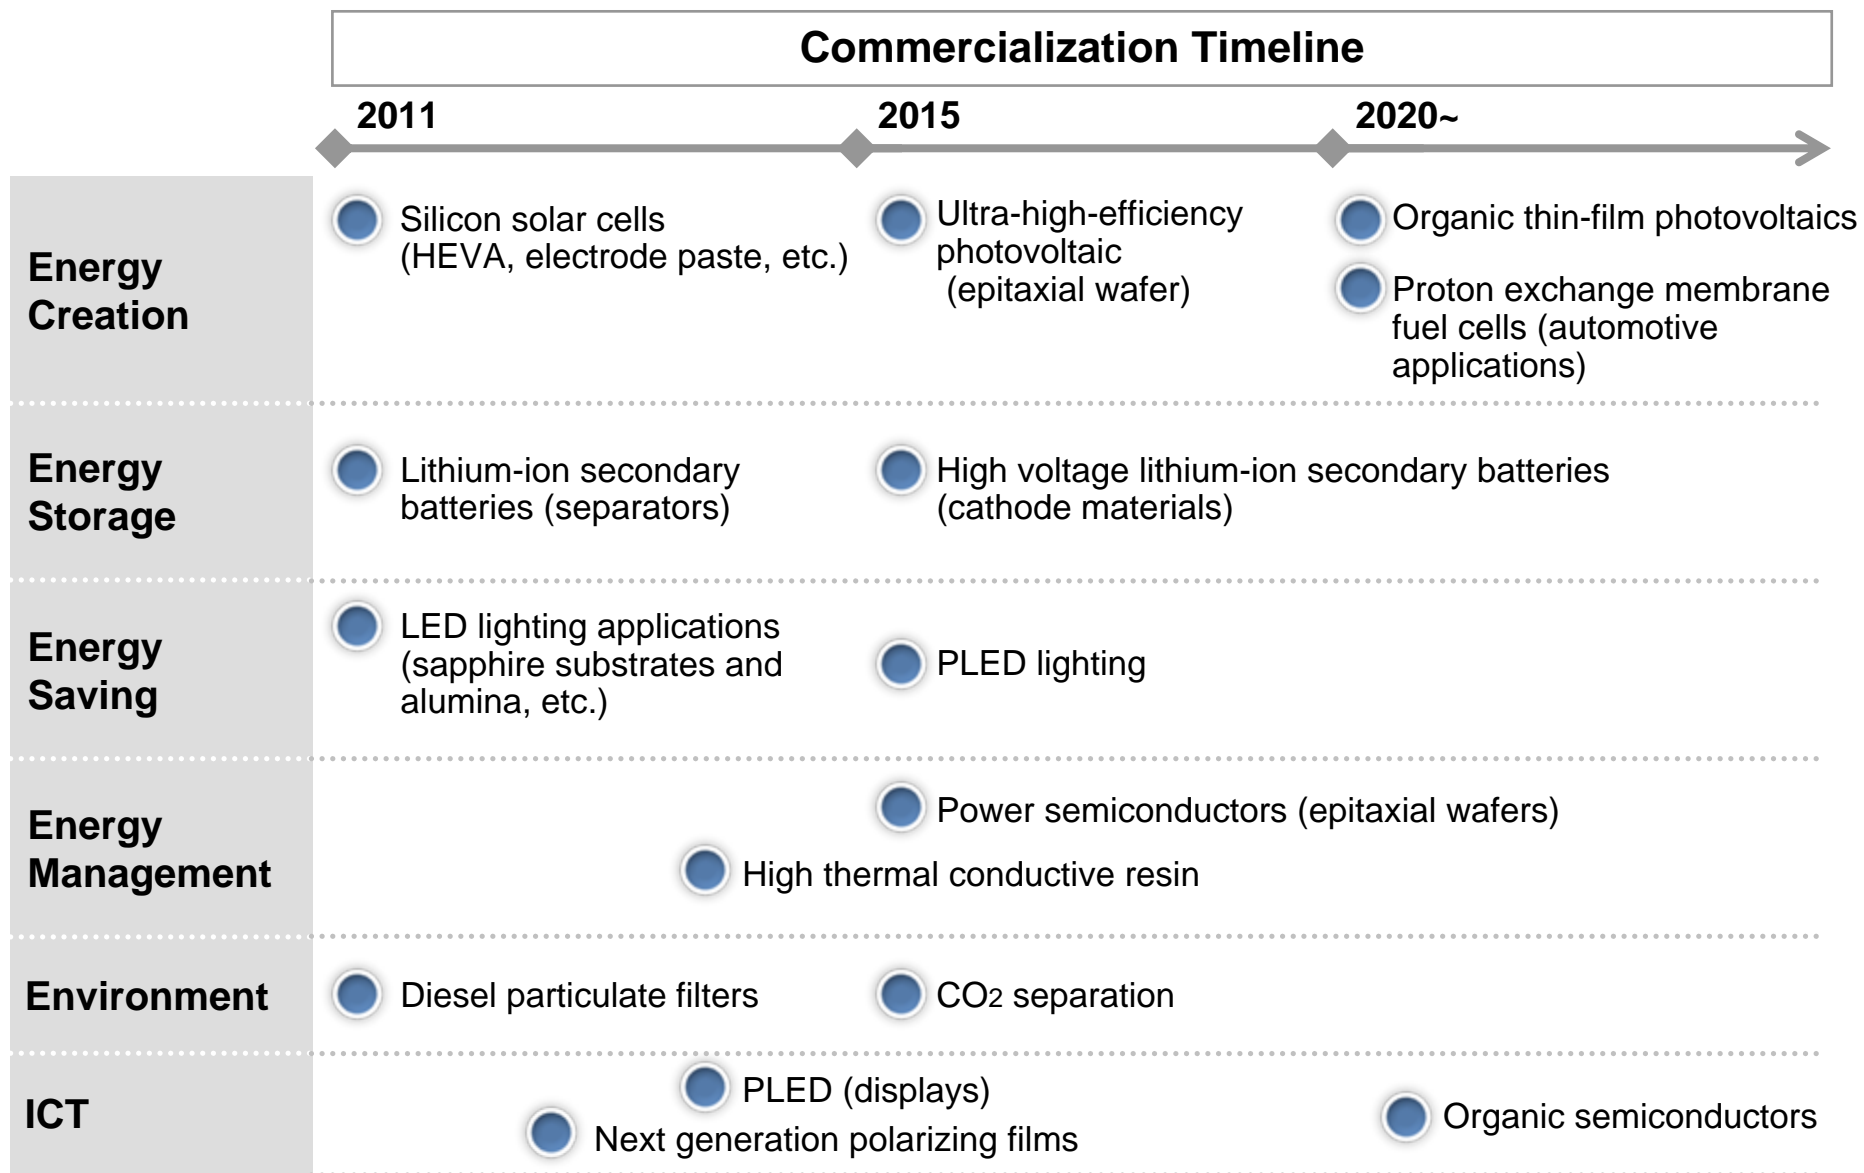 Commercialization Timeline
2011
2015
2020~
Energy
Creation
Silicon solar cells
(HEVA, electrode paste, etc.)
Ultra-high-efficiency
photovoltaic
(epitaxial wafer)
Organic thin-film photovoltaics
Proton exchange membrane
fuel cells (automotive
applications)
Energy
Storage
Lithium-ion secondary
batteries (separators)
High voltage lithium-ion secondary batteries
(cathode materials)
Energy
Saving
LED lighting applications
(sapphire substrates and
alumina, etc.)
PLED lighting
Energy
Management
Power semiconductors (epitaxial wafers)
High thermal conductive resin
Environment
Diesel particulate filters
CO2 separation
ICT
PLED (displays)
Next generation polarizing films
Organic semiconductors